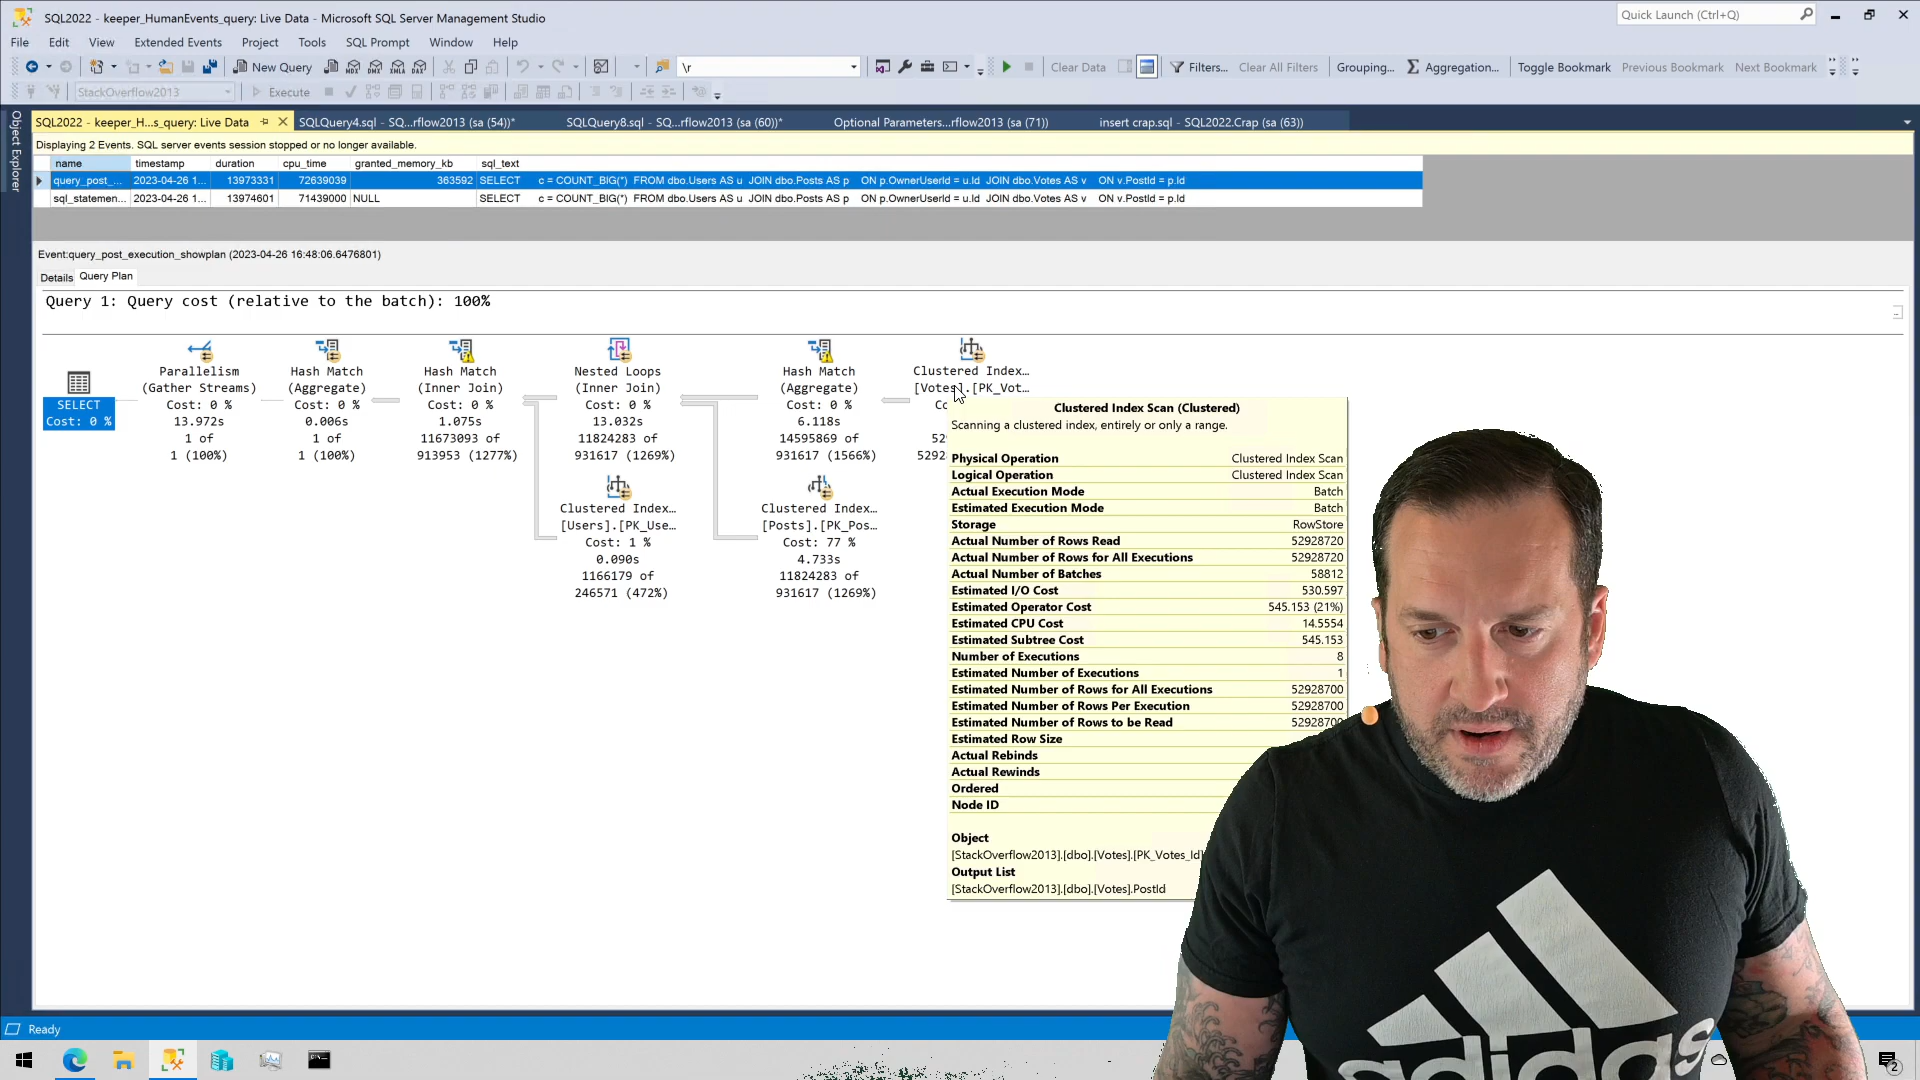 SQL2022 - keeper_HumanEvents_query: Live Data - Microsoft SQL Server Management Studio
Quick Launch (Ctrl+Q)
File Edit View Extended Events Project Tools SQL Prompt Window Help
New Query
\r
Clear Data Filters... Clear All Filters Grouping... Aggregation... Toggle Bookmark Previous Bookmark Next Bookmark
StackOverflow2013 Execute
Object Explorer
SQL2022 - keeper_H...s_query: Live Data SQLQuery4.sql - SQ...rflow2013 (sa (54))* SQLQuery8.sql - SQ...rflow2013 (sa (60))* Optional Parameters...rflow2013 (sa (71)) insert crap.sql - SQL2022.Crap (sa (63))
Displaying 2 Events. SQL server events session stopped or no longer available.
name timestamp duration cpu_time granted_memory_kb sql_text
query_post_... 2023-04-26 1... 13973331 72639039 363592 SELECT c = COUNT_BIG(*) FROM dbo.Users AS u JOIN dbo.Posts AS p ON p.OwnerUserId = u.Id JOIN dbo.Votes AS v ON v.PostId = p.Id
sql_statemen... 2023-04-26 1... 13974601 71439000 NULL SELECT c = COUNT_BIG(*) FROM dbo.Users AS u JOIN dbo.Posts AS p ON p.OwnerUserId = u.Id JOIN dbo.Votes AS v ON v.PostId = p.Id
Event:query_post_execution_showplan (2023-04-26 16:48:06.6476801)
Details Query Plan
Query 1: Query cost (relative to the batch): 100%
SELECT
Cost: 0 %
Parallelism
(Gather Streams)
Cost: 0 %
13.972s
1 of
1 (100%)
Hash Match
(Aggregate)
Cost: 0 %
0.006s
1 of
1 (100%)
Hash Match
(Inner Join)
Cost: 0 %
1.075s
11673093 of
913953 (1277%)
Nested Loops
(Inner Join)
Cost: 0 %
13.032s
11824283 of
931617 (1269%)
Hash Match
(Aggregate)
Cost: 0 %
6.118s
14595869 of
931617 (1566%)
Clustered Index...
[Votes].[PK_Vot...
Clustered Index...
[Users].[PK_Use...
Cost: 1 %
0.090s
1166179 of
246571 (472%)
Clustered Index...
[Posts].[PK_Pos...
Cost: 77 %
4.733s
11824283 of
931617 (1269%)
Clustered Index Scan (Clustered)
Scanning a clustered index, entirely or only a range.
Physical Operation Clustered Index Scan
Logical Operation Clustered Index Scan
Actual Execution Mode Batch
Estimated Execution Mode Batch
Storage RowStore
Actual Number of Rows Read 52928720
Actual Number of Rows for All Executions 52928720
Actual Number of Batches 58812
Estimated I/O Cost 530.597
Estimated Operator Cost 545.153 (21%)
Estimated CPU Cost 14.5554
Estimated Subtree Cost 545.153
Number of Executions 8
Estimated Number of Executions 1
Estimated Number of Rows for All Executions 52928700
Estimated Number of Rows Per Execution 52928700
Estimated Number of Rows to be Read 52928700
Estimated Row Size
Actual Rebinds
Actual Rewinds
Ordered
Node ID
Object
[StackOverflow2013].[dbo].[Votes].[PK_Votes_Id]
Output List
[StackOverflow2013].[dbo].[Votes].PostId
adidas
Ready
2